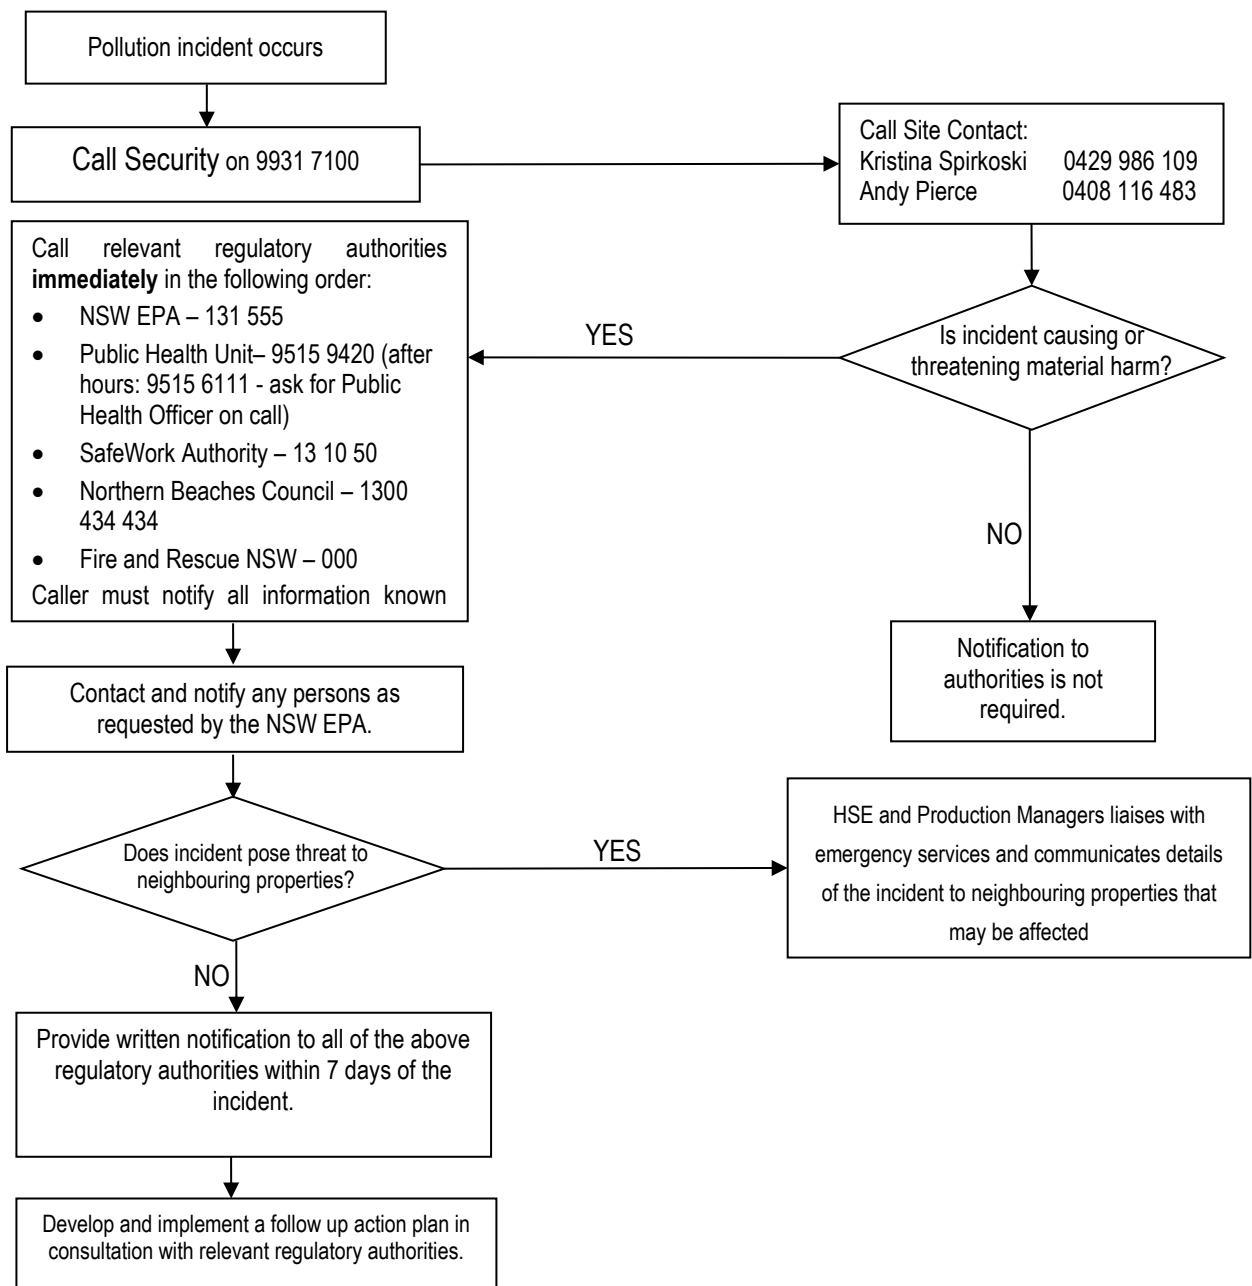 Pollution incident occurs
Call Security on 9931 7100
Call Site Contact:
Kristina Spirkoski 0429 986 109
Andy Pierce 0408 116 483
Is incident causing or
threatening material harm?
YES
NO
Notification to
authorities is not
required.
Call relevant regulatory authorities
immediately in the following order:
• NSW EPA – 131 555
• Public Health Unit– 9515 9420 (after
hours: 9515 6111 - ask for Public
Health Officer on call)
• SafeWork Authority – 13 10 50
• Northern Beaches Council – 1300
434 434
• Fire and Rescue NSW – 000
Caller must notify all information known
Contact and notify any persons as
requested by the NSW EPA.
Does incident pose threat to
neighbouring properties?
YES
HSE and Production Managers liaises with
emergency services and communicates details
of the incident to neighbouring properties that
may be affected
NO
Provide written notification to all of the above
regulatory authorities within 7 days of the
incident.
Develop and implement a follow up action plan in
consultation with relevant regulatory authorities.